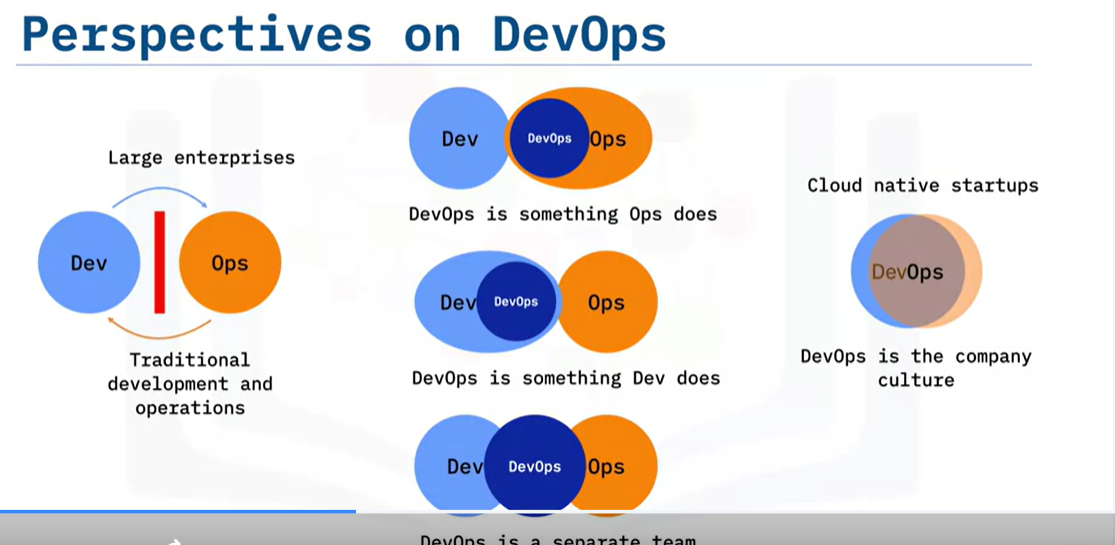 Perspectives on DevOps
Large enterprises
Dev
Ops
Traditional
development and
operations
Dev
DevOps
Ops
DevOps is something Ops does
Dev
DevOps
Ops
DevOps is something Dev does
Dev
DevOps
Ops
DevOps is a separate team
Cloud native startups
DevOps
DevOps is the company
culture